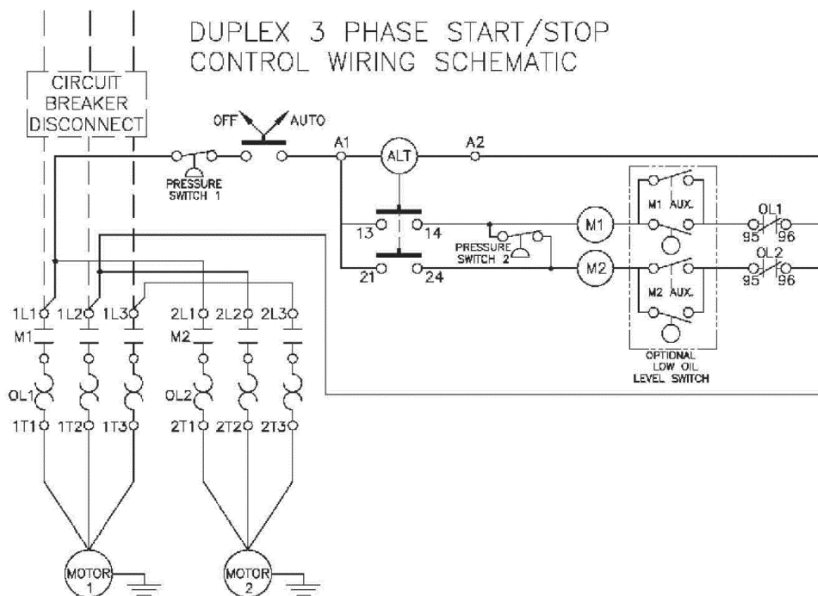 DUPLEX 3 PHASE START/STOP
CONTROL WIRING SCHEMATIC
CIRCUIT
BREAKER
DISCONNECT
OFF
AUTO
A1
ALT
A2
PRESSURE
SWITCH 1
13
14
PRESSURE
SWITCH 2
M1
M1 AUX.
OL1
95
96
21
24
M2
M2 AUX.
OL2
95
96
OPTIONAL
LOW OIL
LEVEL SWITCH
1L1
1L2
1L3
2L1
2L2
2L3
M1
M2
OL1
OL2
1T1
1T2
1T3
2T1
2T2
2T3
MOTOR
1
MOTOR
2